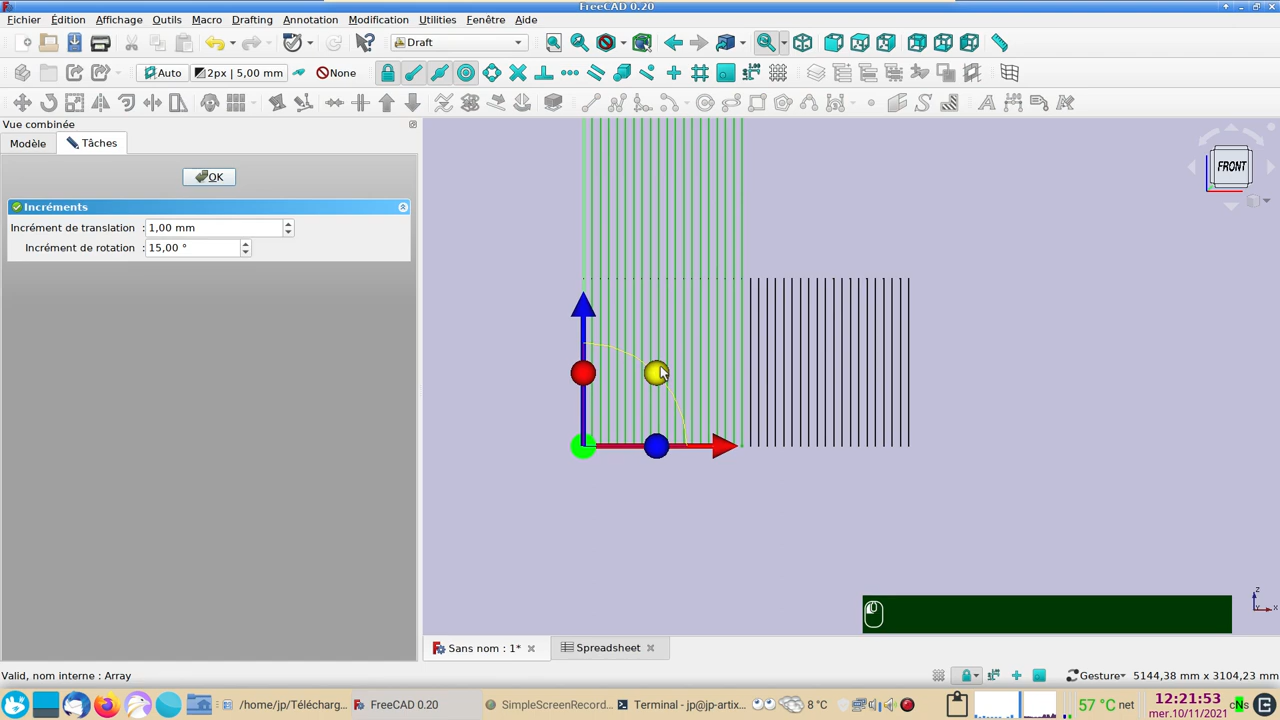 FreeCAD 0.20
Fichier Édition Affichage Outils Macro Drafting Annotation Modification Utilities Fenêtre Aide
Draft
Auto 2px | 5,00 mm None
Vue combinée
Modèle Tâches
OK
Incréments
Incrément de translation : 1,00 mm
Incrément de rotation : 15,00 °
FRONT
z
x
Sans nom : 1* Spreadsheet
Valid, nom interne : Array Gesture 5144,38 mm x 3104,23 mm
/home/jp/Télécharg... FreeCAD 0.20 SimpleScreenRecord... Terminal - jp@jp-artix... 8 °C 57 °C 12:21:53 cNs
mer.10/11/2021